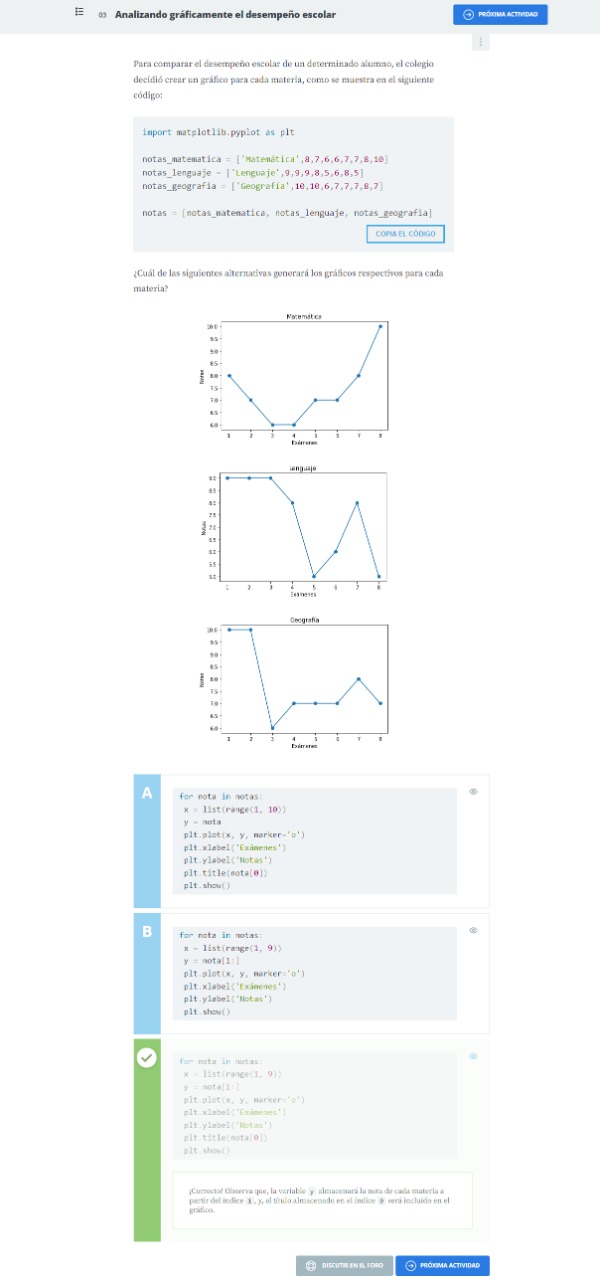 03 Analizando gráficamente el desempeño escolar
PRÓXIMA ACTIVIDAD
Para comparar el desempeño escolar de un determinado alumno, el colegio
decidió crear un gráfico para cada materia, como se muestra en el siguiente
código:
import matplotlib.pyplot as plt
notas_matematica = ['Matemática',8,7,6,6,7,7,8,10]
notas_lenguaje = ['Lenguaje',9,9,9,8,5,6,8,5]
notas_geografia = ['Geografía',10,10,6,7,7,7,8,7]
notas = [notas_matematica, notas_lenguaje, notas_geografia]
COPIA EL CÓDIGO
¿Cuál de las siguientes alternativas generará los gráficos respectivos para cada
materia?
Matemática
10.0
9.5
9.0
8.5
8.0
7.5
7.0
6.5
6.0
Notas
1 2 3 4 5 6 7 8
Exámenes
Lenguaje
9.0
8.5
8.0
7.5
7.0
6.5
6.0
5.5
5.0
Notas
1 2 3 4 5 6 7 8
Exámenes
Geografía
10.0
9.5
9.0
8.5
8.0
7.5
7.0
6.5
6.0
Notas
1 2 3 4 5 6 7 8
Exámenes
A
for nota in notas:
x = list(range(1, 10))
y = nota
plt.plot(x, y, marker='o')
plt.xlabel('Exámenes')
plt.ylabel('Notas')
plt.title(nota[0])
plt.show()
B
for nota in notas:
x = list(range(1, 9))
y = nota[1:]
plt.plot(x, y, marker='o')
plt.xlabel('Exámenes')
plt.ylabel('Notas')
plt.show()
for nota in notas:
x = list(range(1, 9))
y = nota[1:]
plt.plot(x, y, marker='o')
plt.xlabel('Exámenes')
plt.ylabel('Notas')
plt.title(nota[0])
plt.show()
¡Correcto! Observa que, la variable y almacenará la nota de cada materia a
partir del índice 1, y, el título almacenado en el índice 0 será incluido en el
gráfico.
DISCUTIR EN EL FORO
PRÓXIMA ACTIVIDAD